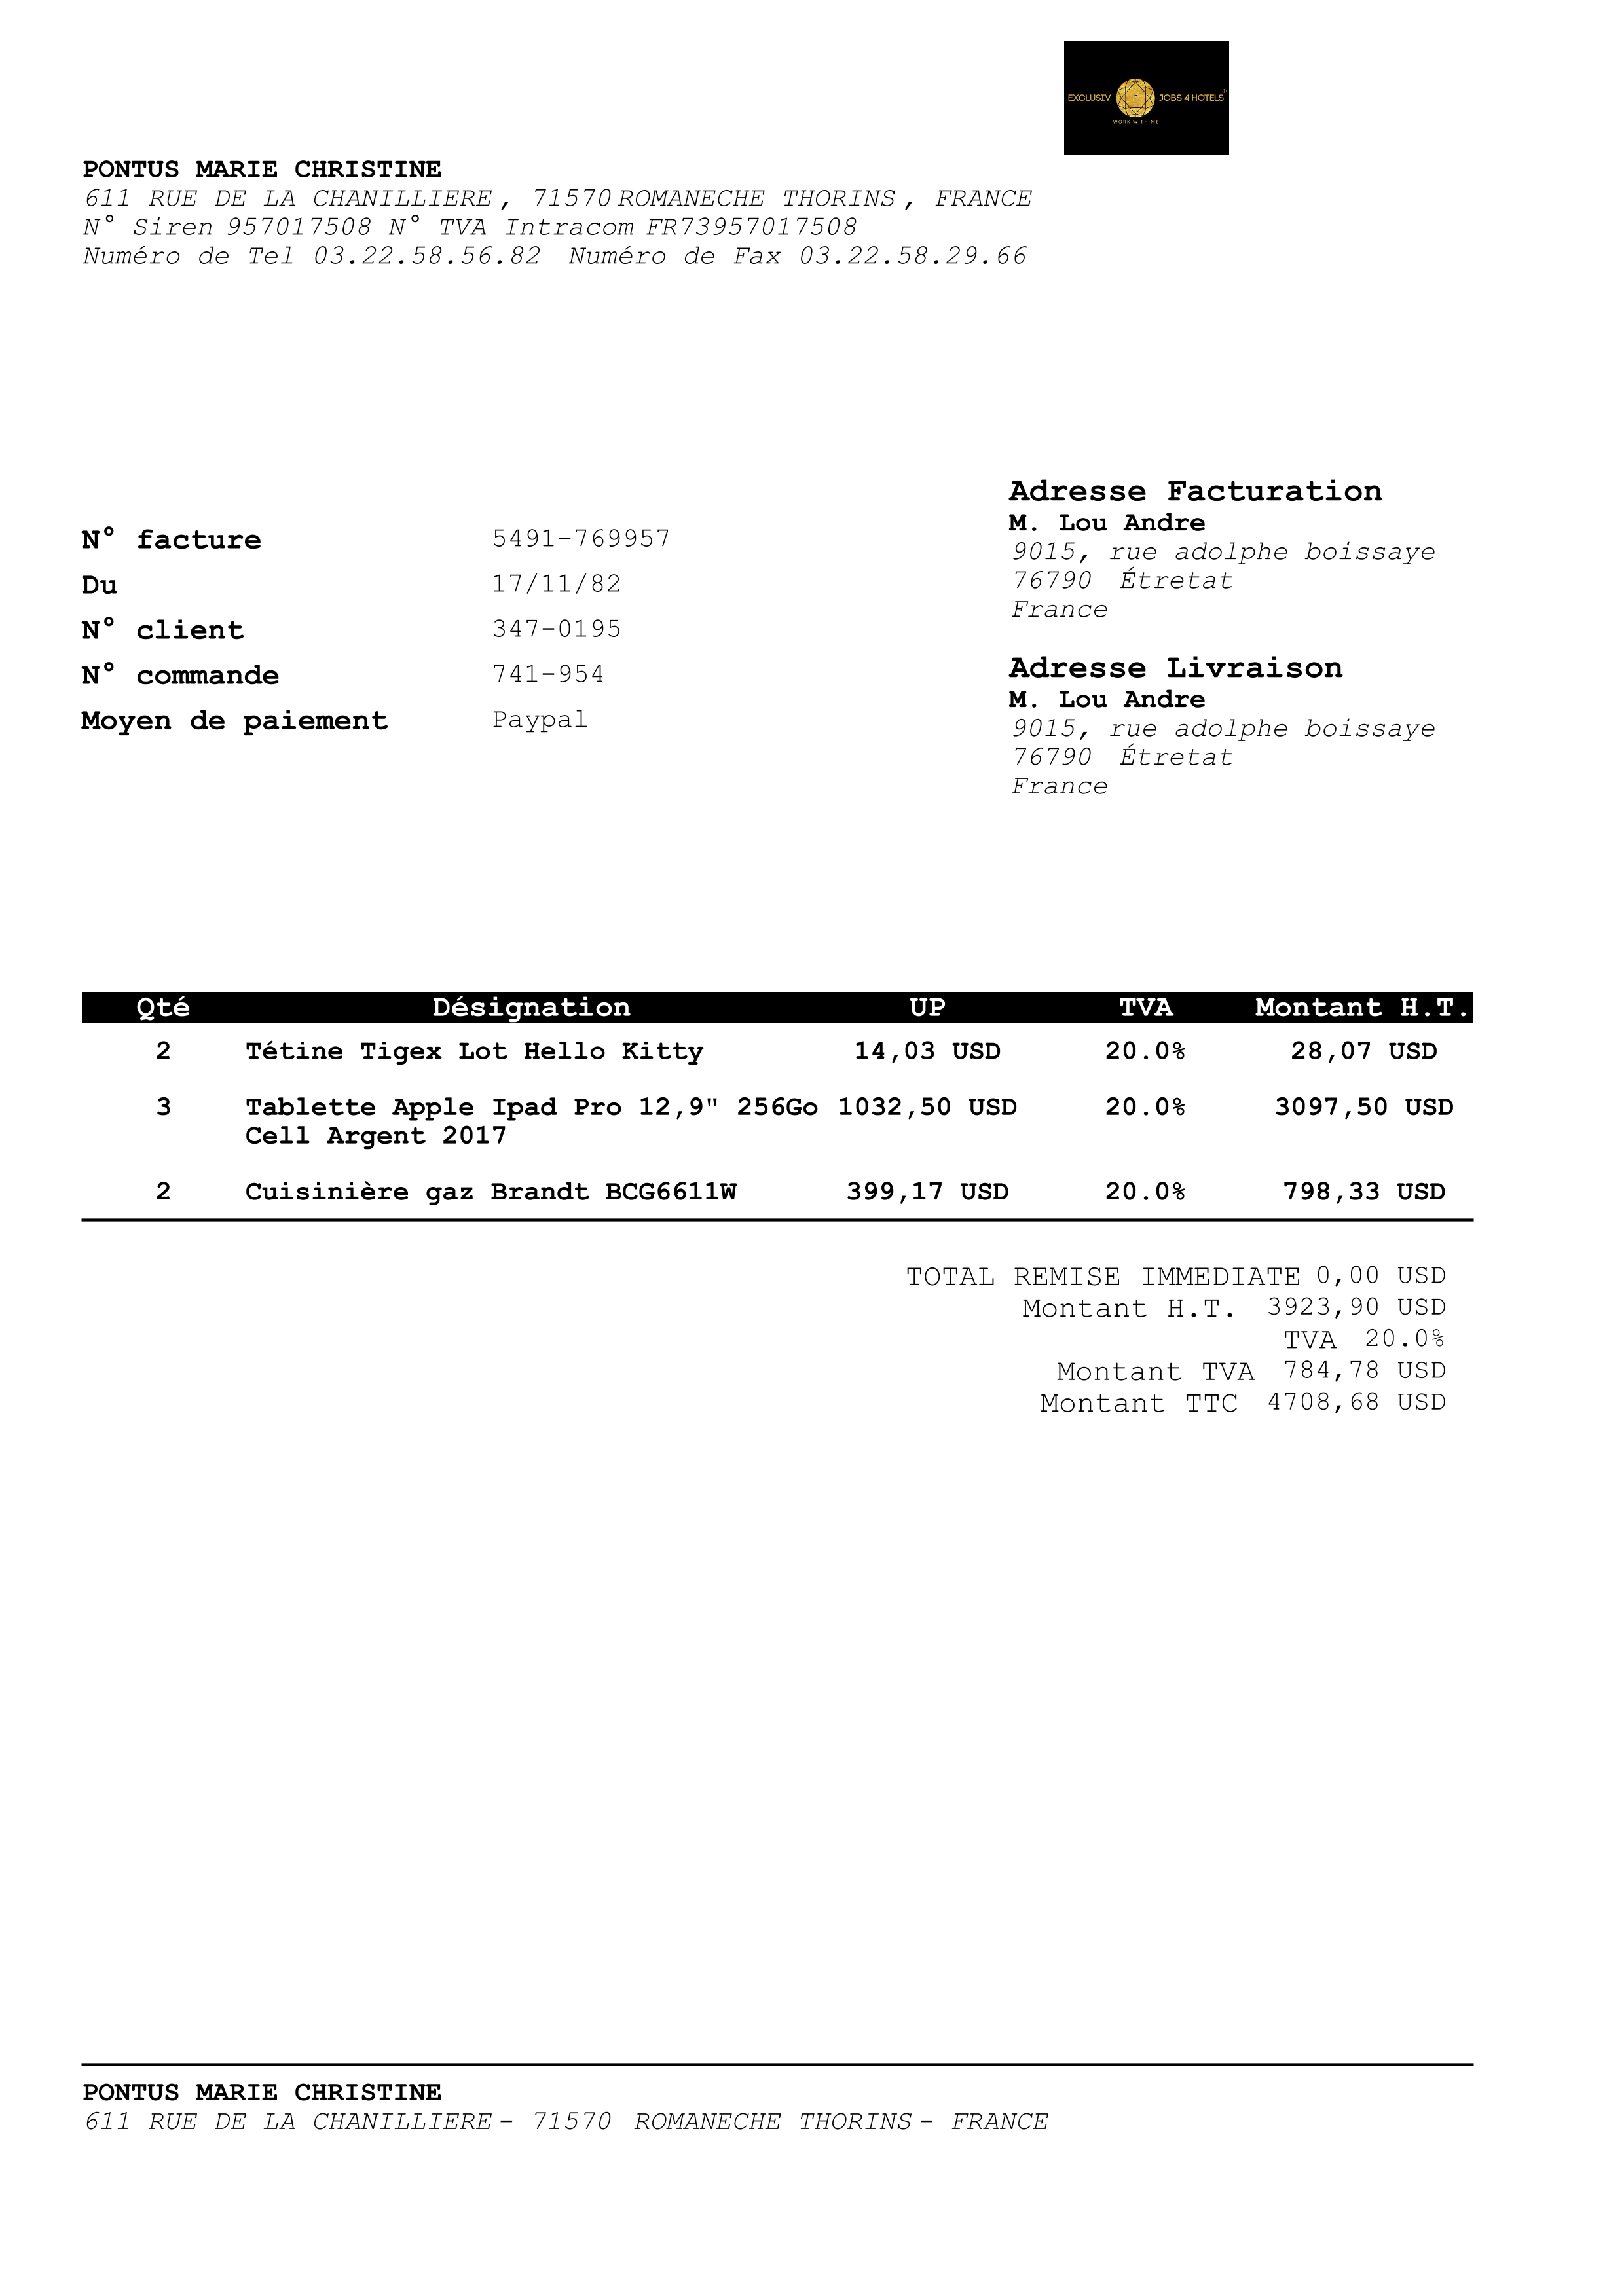 EXCLUSIV n JOBS 4 HOTELS
WORK WITH ME
PONTUS MARIE CHRISTINE
611 RUE DE LA CHANILLIERE, 71570 ROMANECHE THORINS, FRANCE
N° Siren 957017508 N° TVA Intracom FR73957017508
Numéro de Tel 03.22.58.56.82 Numéro de Fax 03.22.58.29.66
N° facture 5491-769957
Du 17/11/82
N° client 347-0195
N° commande 741-954
Moyen de paiement Paypal
Adresse Facturation
M. Lou Andre
9015, rue adolphe boissaye
76790 Étretat
France
Adresse Livraison
M. Lou Andre
9015, rue adolphe boissaye
76790 Étretat
France
Qté Désignation UP TVA Montant H.T.
2 Tétine Tigex Lot Hello Kitty 14,03 USD 20.0% 28,07 USD
3 Tablette Apple Ipad Pro 12,9" 256Go 1032,50 USD 20.0% 3097,50 USD
Cell Argent 2017
2 Cuisinière gaz Brandt BCG6611W 399,17 USD 20.0% 798,33 USD
TOTAL REMISE IMMEDIATE 0,00 USD
Montant H.T. 3923,90 USD
TVA 20.0%
Montant TVA 784,78 USD
Montant TTC 4708,68 USD
PONTUS MARIE CHRISTINE
611 RUE DE LA CHANILLIERE- 71570 ROMANECHE THORINS- FRANCE